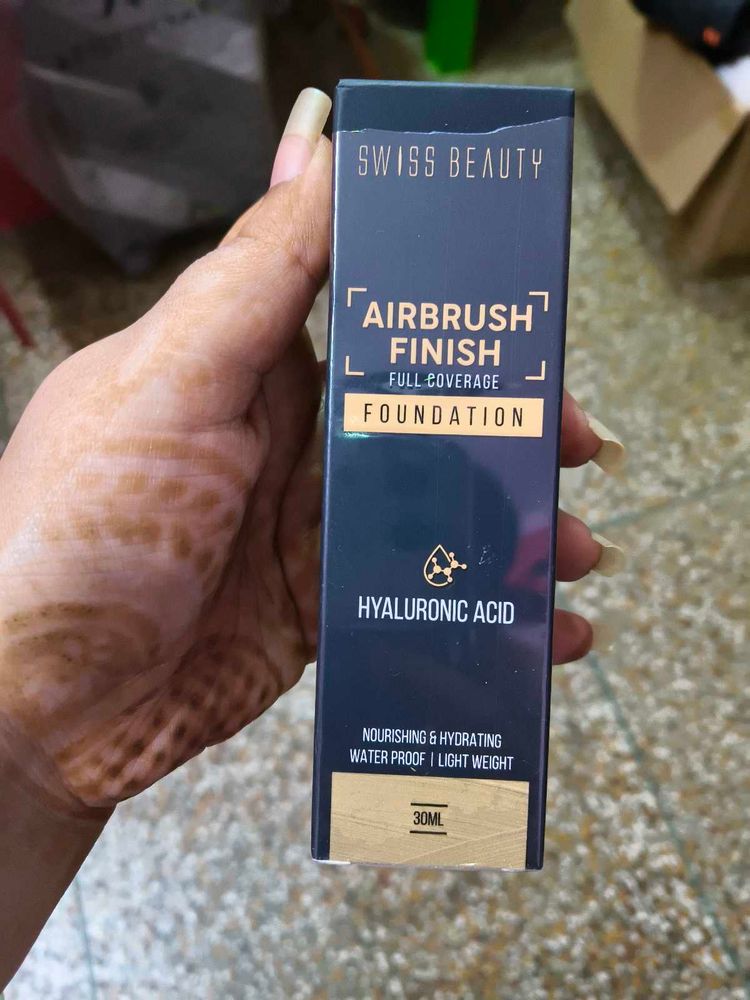 SWISS BEAUTY
AIRBRUSH
FINISH
FULL COVERAGE
FOUNDATION
HYALURONIC ACID
NOURISHING & HYDRATING
WATER PROOF | LIGHT WEIGHT
30ML